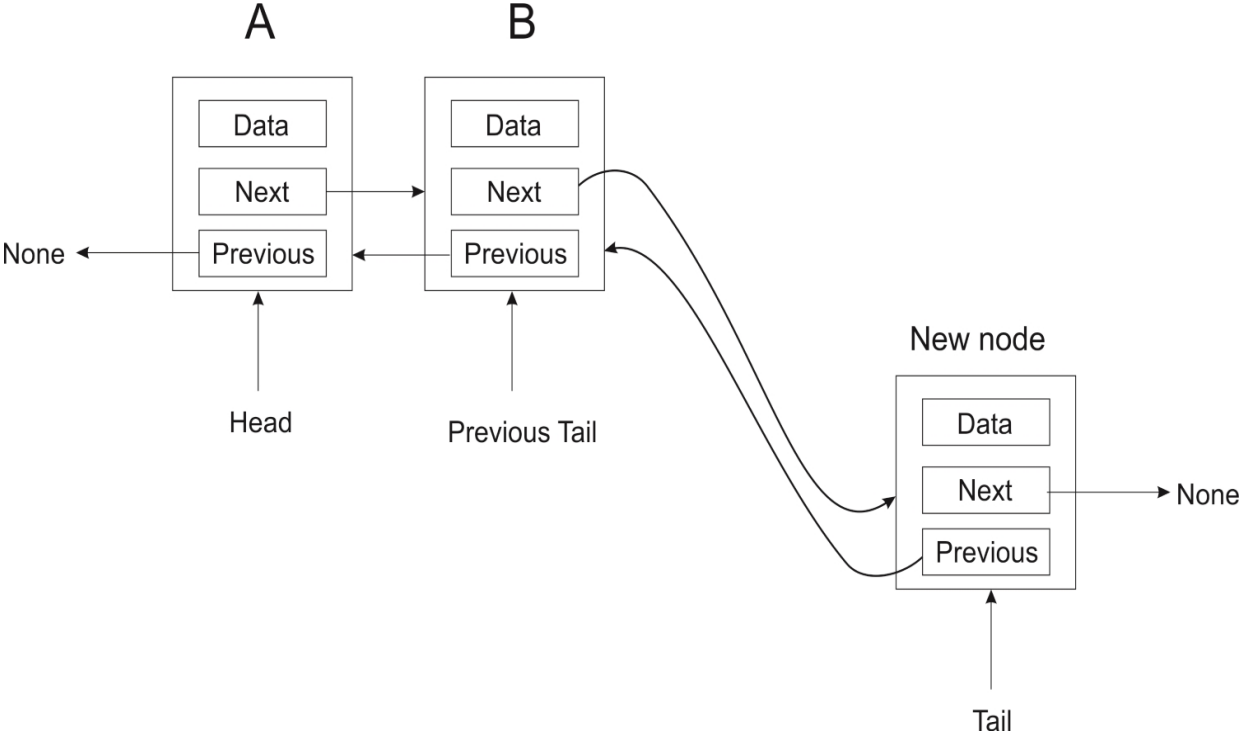 A
B
Data
Next
Previous
None
Head
Data
Next
Previous
Previous Tail
New node
Data
Next
Previous
None
Tail